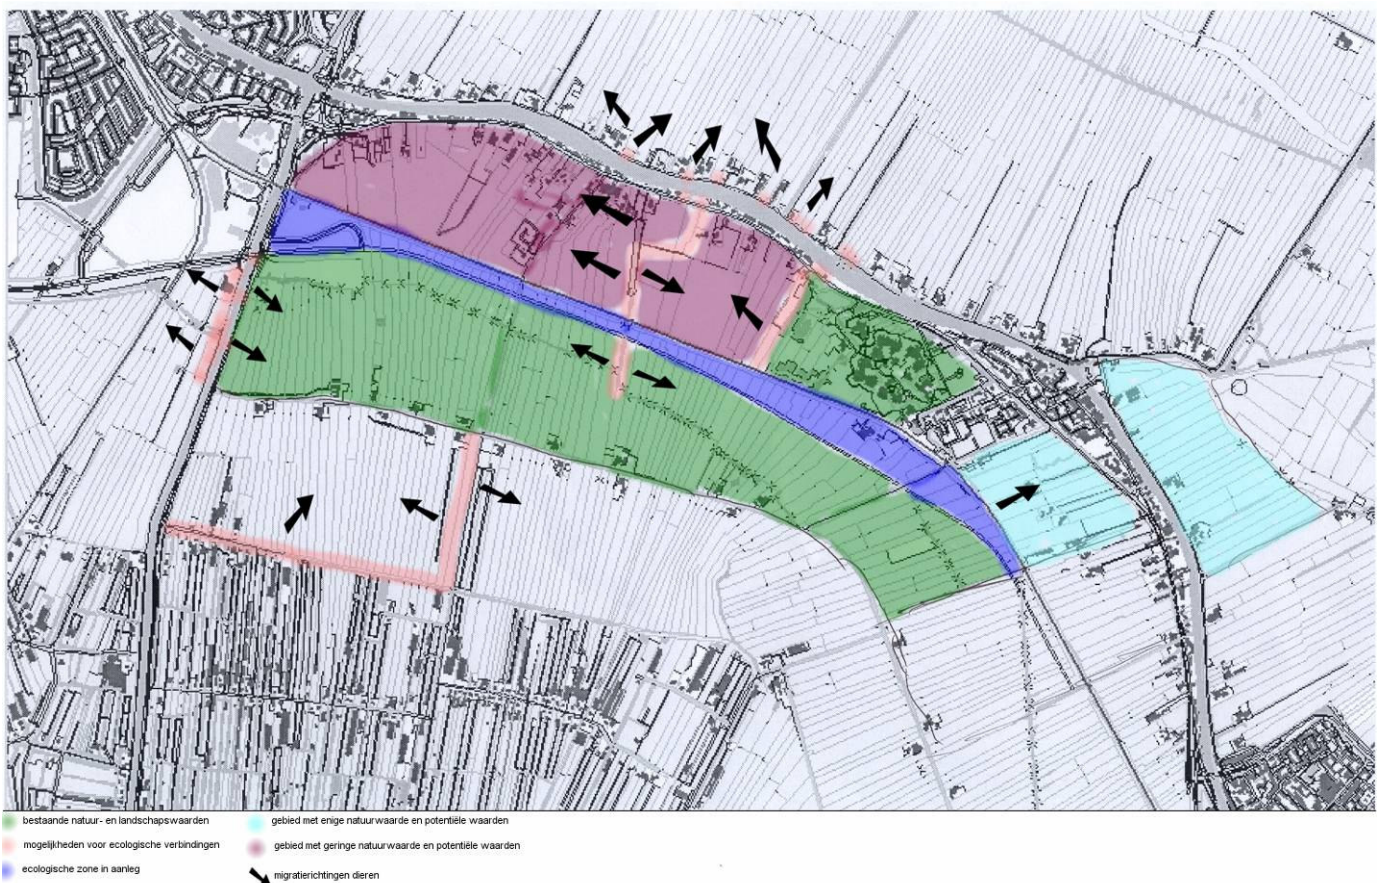 bestaande natuur- en landschapswaarden
mogelijkheden voor ecologische verbindingen
ecologische zone in aanleg
gebied met enige natuurwaarde en potentiële waarden
gebied met geringe natuurwaarde en potentiële waarden
migratierichtingen dieren